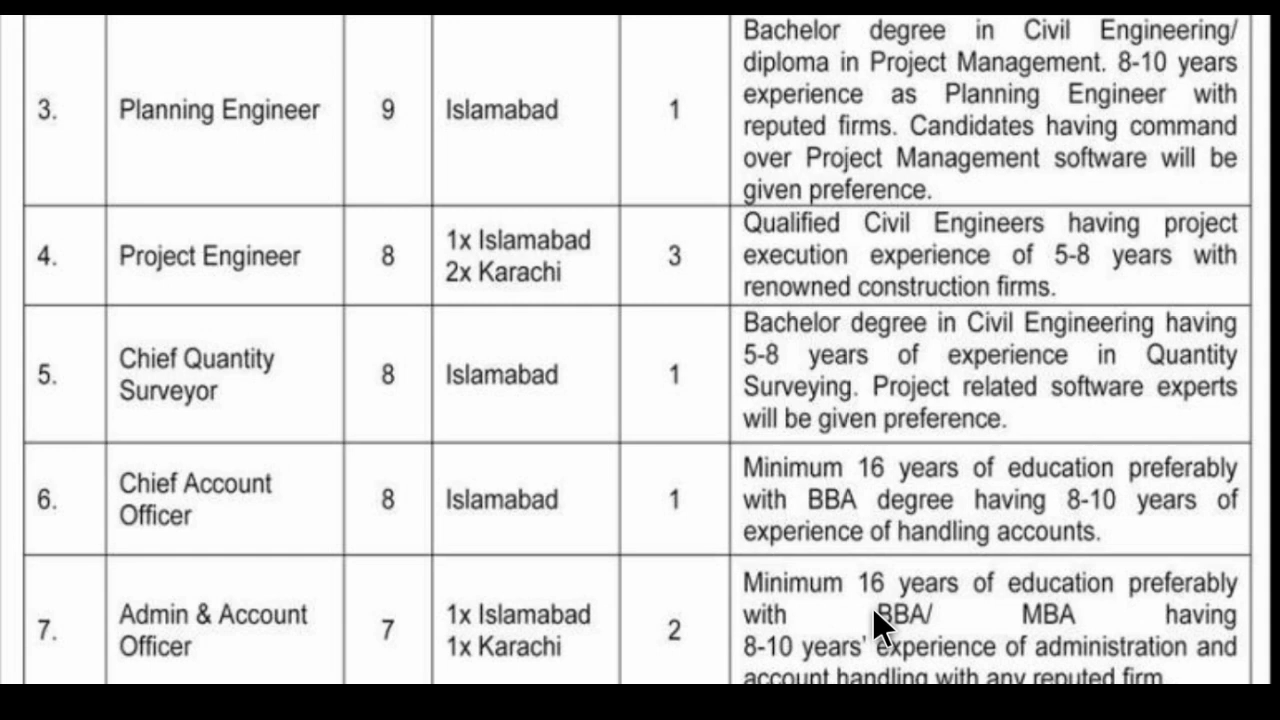 3.
Planning Engineer
9
Islamabad
1
Bachelor degree in Civil Engineering/
diploma in Project Management. 8-10 years
experience as Planning Engineer with
reputed firms. Candidates having command
over Project Management software will be
given preference.
4.
Project Engineer
8
1x Islamabad
2x Karachi
3
Qualified Civil Engineers having project
execution experience of 5-8 years with
renowned construction firms.
5.
Chief Quantity
Surveyor
8
Islamabad
1
Bachelor degree in Civil Engineering having
5-8 years of experience in Quantity
Surveying. Project related software experts
will be given preference.
6.
Chief Account
Officer
8
Islamabad
1
Minimum 16 years of education preferably
with BBA degree having 8-10 years of
experience of handling accounts.
7.
Admin & Account
Officer
7
1x Islamabad
1x Karachi
2
Minimum 16 years of education preferably
with BBA/ MBA having
8-10 years' experience of administration and
account handling with any reputed firm.